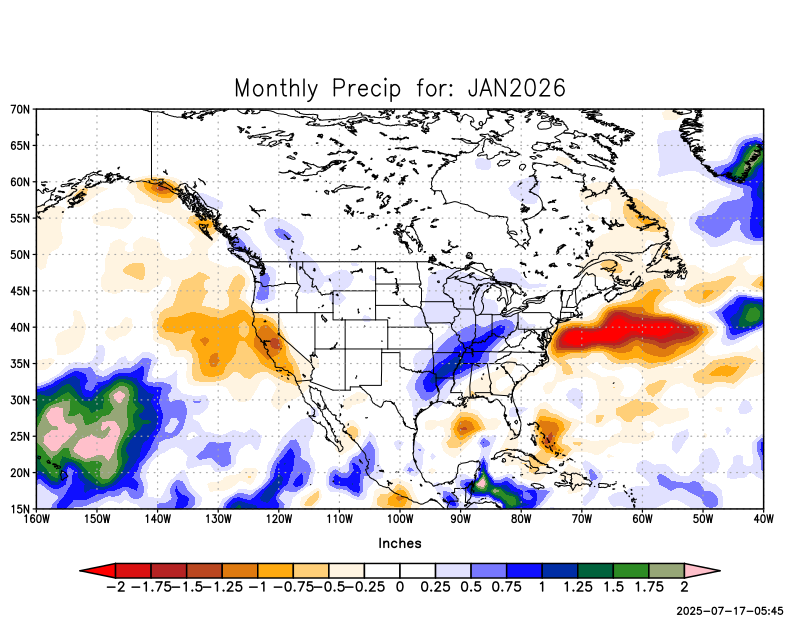 Monthly Precip for: JAN2026
70N
65N
60N
55N
50N
45N
40N
35N
30N
25N
20N
15N
160W 150W 140W 130W 120W 110W 100W 90W 80W 70W 60W 50W 40W
Inches
-2 -1.75 -1.5 -1.25 -1 -0.75 -0.5 -0.25 0 0.25 0.5 0.75 1 1.25 1.5 1.75 2
2025-07-17-05:45